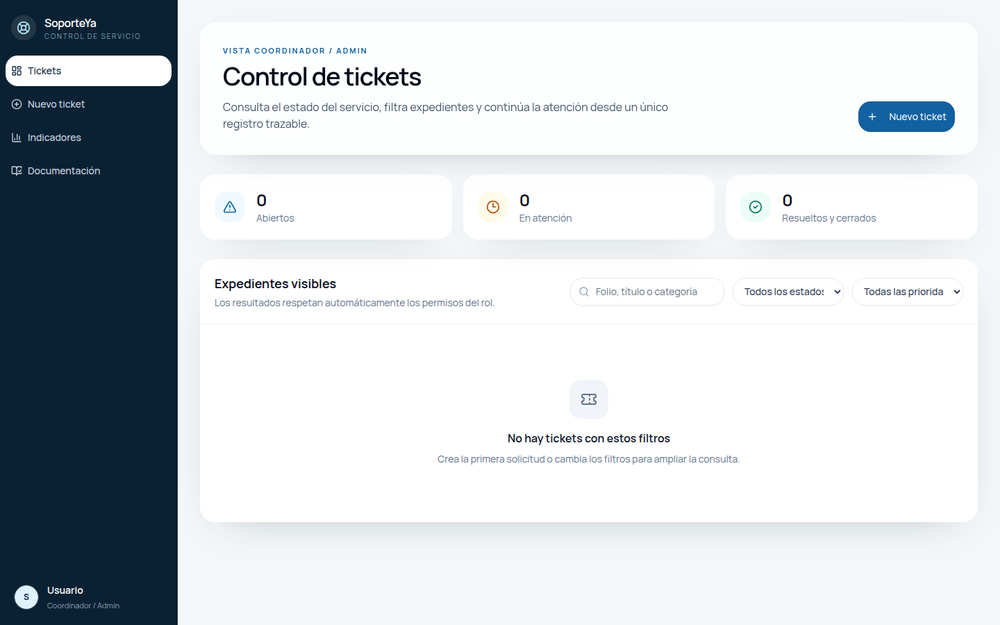 SoporteYa
CONTROL DE SERVICIO
Tickets
Nuevo ticket
Indicadores
Documentación
S
Usuario
Coordinador / Admin
VISTA COORDINADOR / ADMIN
Control de tickets
Consulta el estado del servicio, filtra expedientes y continúa la atención desde un único
registro trazable.
Nuevo ticket
0
Abiertos
0
En atención
0
Resueltos y cerrados
Expedientes visibles
Los resultados respetan automáticamente los permisos del rol.
Folio, título o categoría
Todos los estados
Todas las priorida
No hay tickets con estos filtros
Crea la primera solicitud o cambia los filtros para ampliar la consulta.